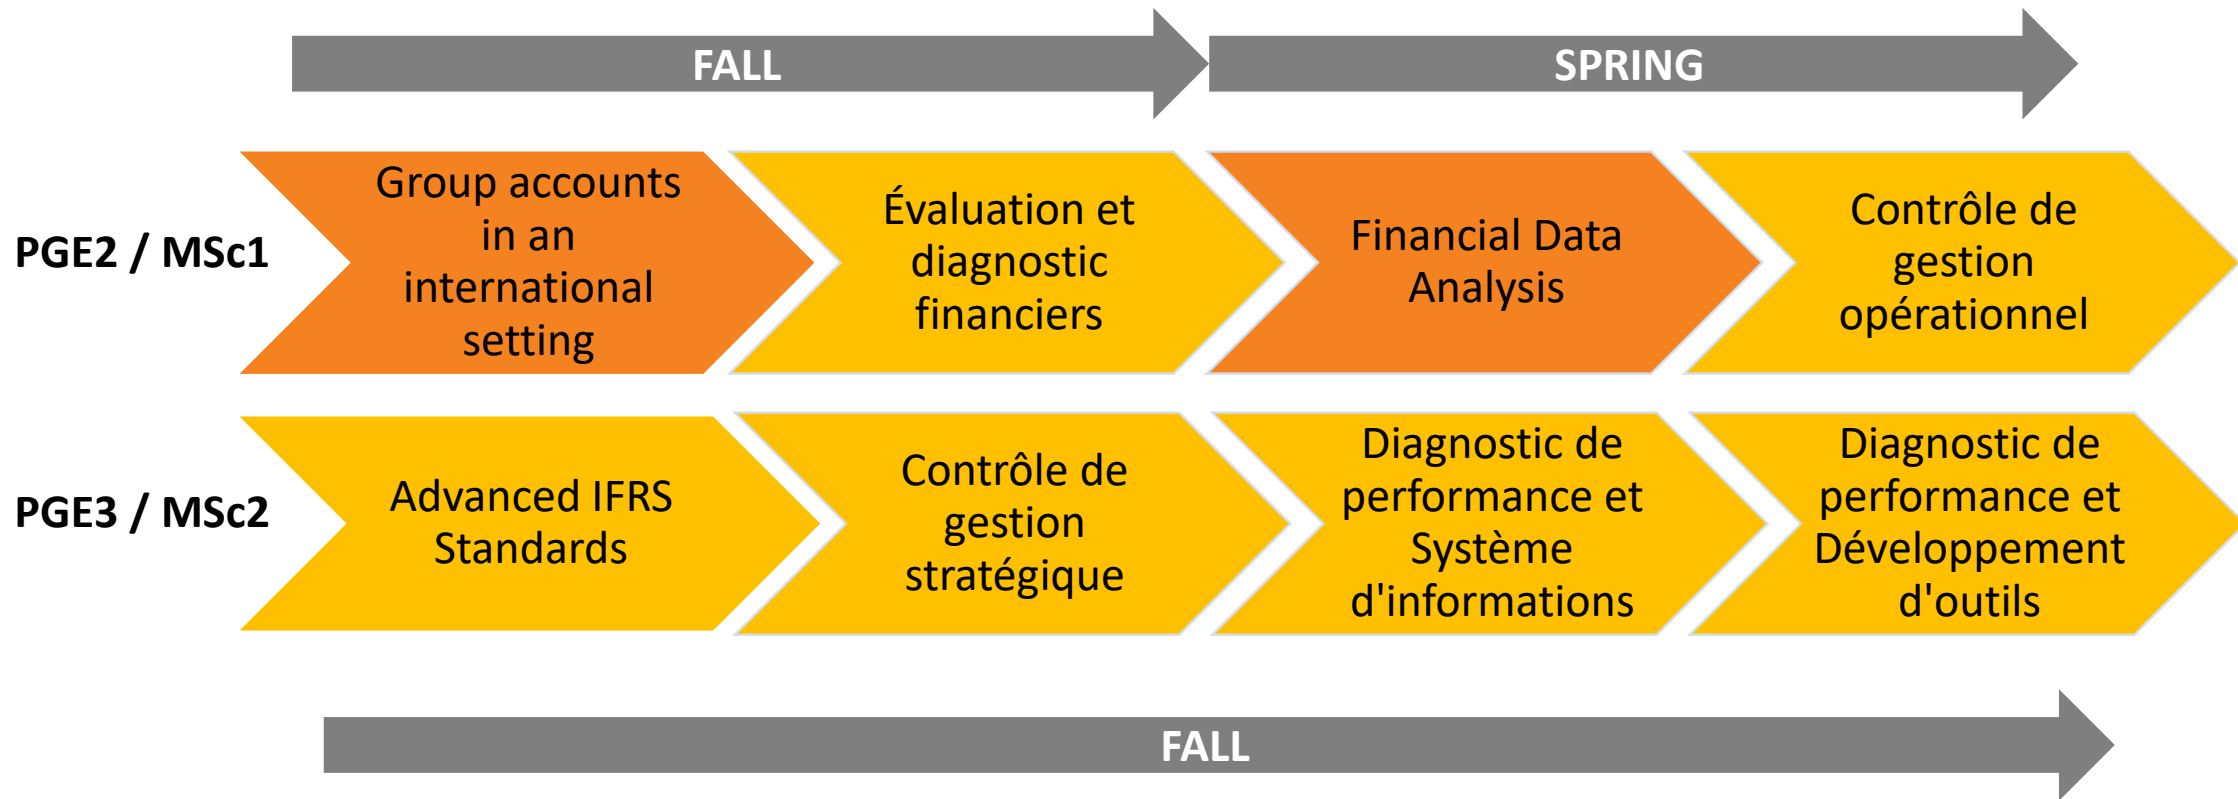 FALL
SPRING
PGE2 / MSc1
Group accounts
in an
international
setting
Évaluation et
diagnostic
financiers
Financial Data
Analysis
Contrôle de
gestion
opérationnel
PGE3 / MSc2
Advanced IFRS
Standards
Contrôle de
gestion
stratégique
Diagnostic de
performance et
Système
d'informations
Diagnostic de
performance et
Développement
d'outils
FALL